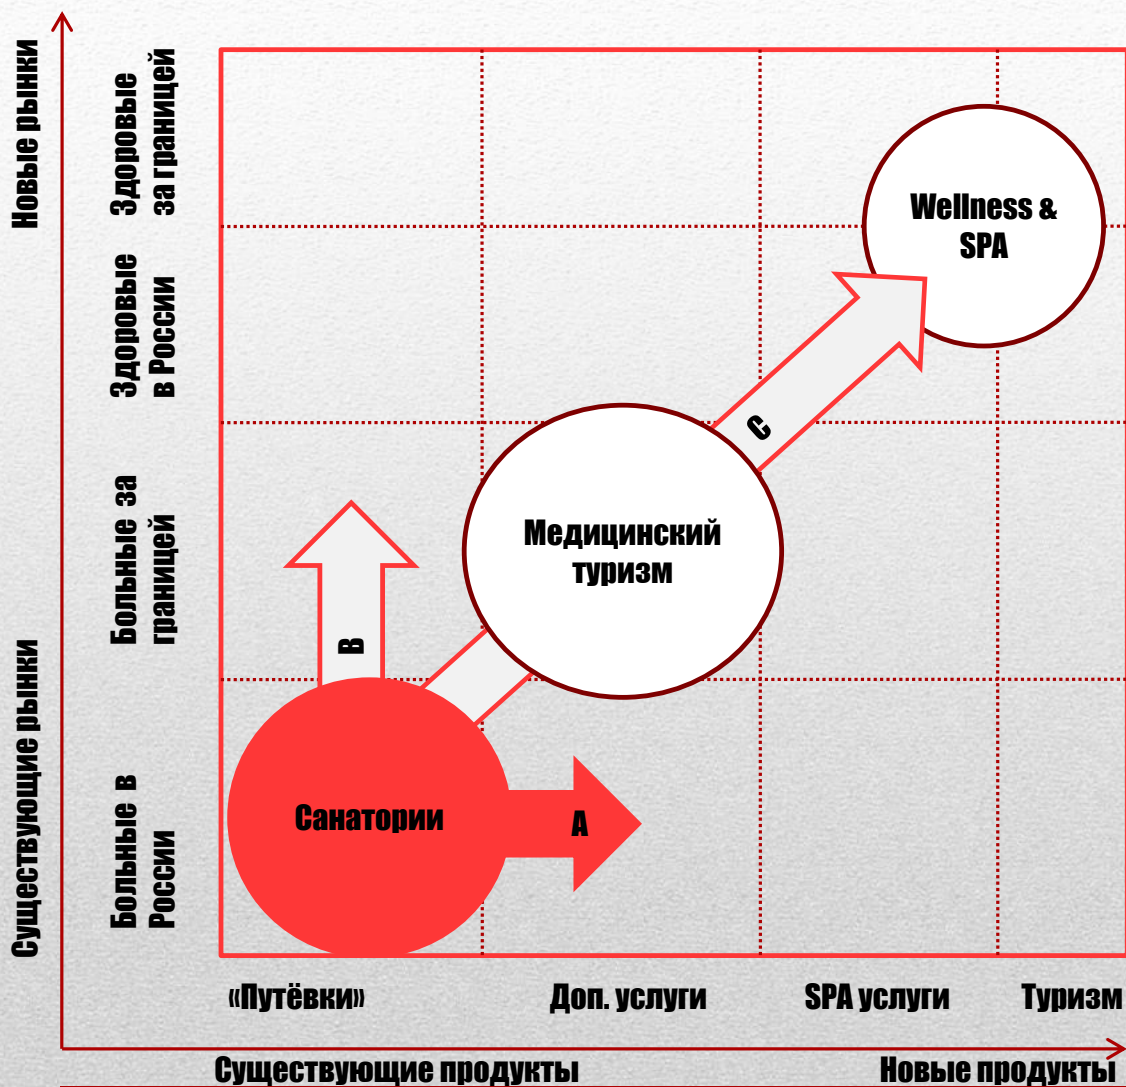 Новые рынки
Существующие рынки
Здоровые
за границей
Здоровые
в России
Больные за
границей
Больные в
России
Wellness &
SPA
C
Медицинский
туризм
B
Санатории
A
«Путёвки»
Доп. услуги
SPA услуги
Туризм
Существующие продукты
Новые продукты